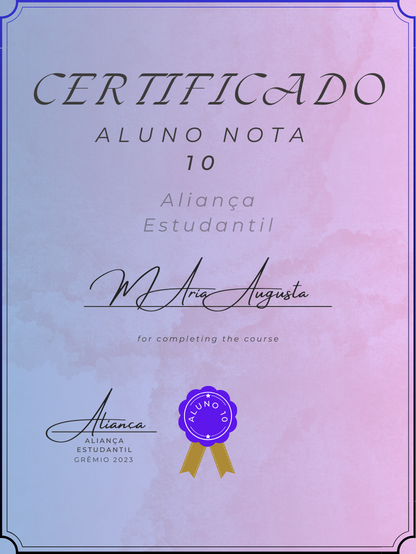 CERTIFICADO
ALUNO NOTA
10
Aliança
Estudantil
MAria Augusta
for completing the course
Aliança
ALIANÇA
ESTUDANTIL
GRÊMIO 2023
ALUNO 10